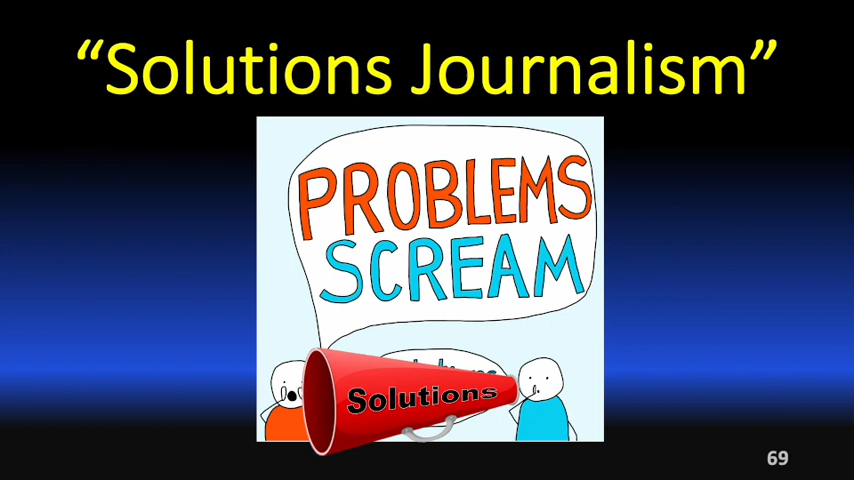 “Solutions Journalism”
PROBLEMS
SCREAM
Solutions
69